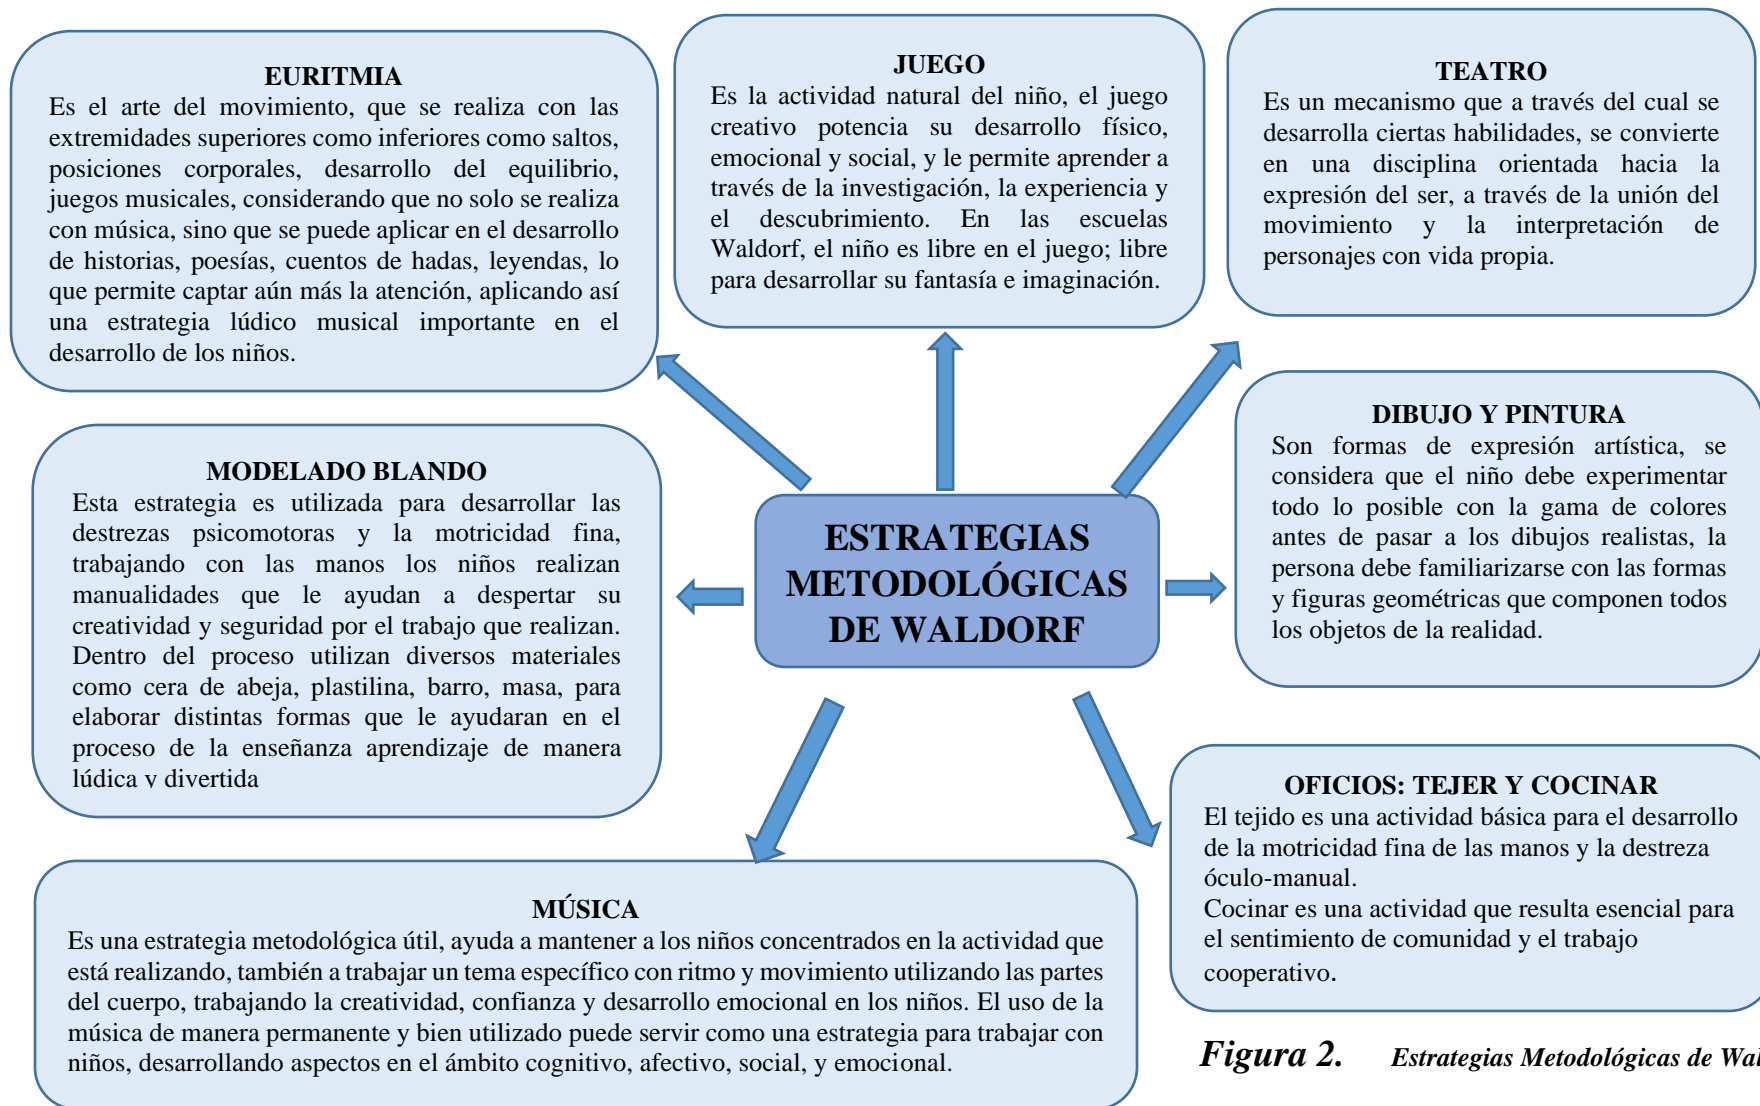 EURITMIA
Es el arte del movimiento, que se realiza con las
extremidades superiores como inferiores como saltos,
posiciones corporales, desarrollo del equilibrio,
juegos musicales, considerando que no solo se realiza
con música, sino que se puede aplicar en el desarrollo
de historias, poesías, cuentos de hadas, leyendas, lo
que permite captar aún más la atención, aplicando así
una estrategia lúdico musical importante en el
desarrollo de los niños.
JUEGO
Es la actividad natural del niño, el juego
creativo potencia su desarrollo físico,
emocional y social, y le permite aprender a
través de la investigación, la experiencia y
el descubrimiento. En las escuelas
Waldorf, el niño es libre en el juego; libre
para desarrollar su fantasía e imaginación.
TEATRO
Es un mecanismo que a través del cual se
desarrolla ciertas habilidades, se convierte
en una disciplina orientada hacia la
expresión del ser, a través de la unión del
movimiento y la interpretación de
personajes con vida propia.
MODELADO BLANDO
Esta estrategia es utilizada para desarrollar las
destrezas psicomotoras y la motricidad fina,
trabajando con las manos los niños realizan
manualidades que le ayudan a despertar su
creatividad y seguridad por el trabajo que realizan.
Dentro del proceso utilizan diversos materiales
como cera de abeja, plastilina, barro, masa, para
elaborar distintas formas que le ayudaran en el
proceso de la enseñanza aprendizaje de manera
lúdica y divertida
ESTRATEGIAS
METODOLÓGICAS
DE WALDORF
DIBUJO Y PINTURA
Son formas de expresión artística, se
considera que el niño debe experimentar
todo lo posible con la gama de colores
antes de pasar a los dibujos realistas, la
persona debe familiarizarse con las formas
y figuras geométricas que componen todos
los objetos de la realidad.
OFICIOS: TEJER Y COCINAR
El tejido es una actividad básica para el desarrollo
de la motricidad fina de las manos y la destreza
óculo-manual.
Cocinar es una actividad que resulta esencial para
el sentimiento de comunidad y el trabajo
cooperativo.
MÚSICA
Es una estrategia metodológica útil, ayuda a mantener a los niños concentrados en la actividad que
está realizando, también a trabajar un tema específico con ritmo y movimiento utilizando las partes
del cuerpo, trabajando la creatividad, confianza y desarrollo emocional en los niños. El uso de la
música de manera permanente y bien utilizado puede servir como una estrategia para trabajar con
niños, desarrollando aspectos en el ámbito cognitivo, afectivo, social, y emocional.
Figura 2. Estrategias Metodológicas de Wal